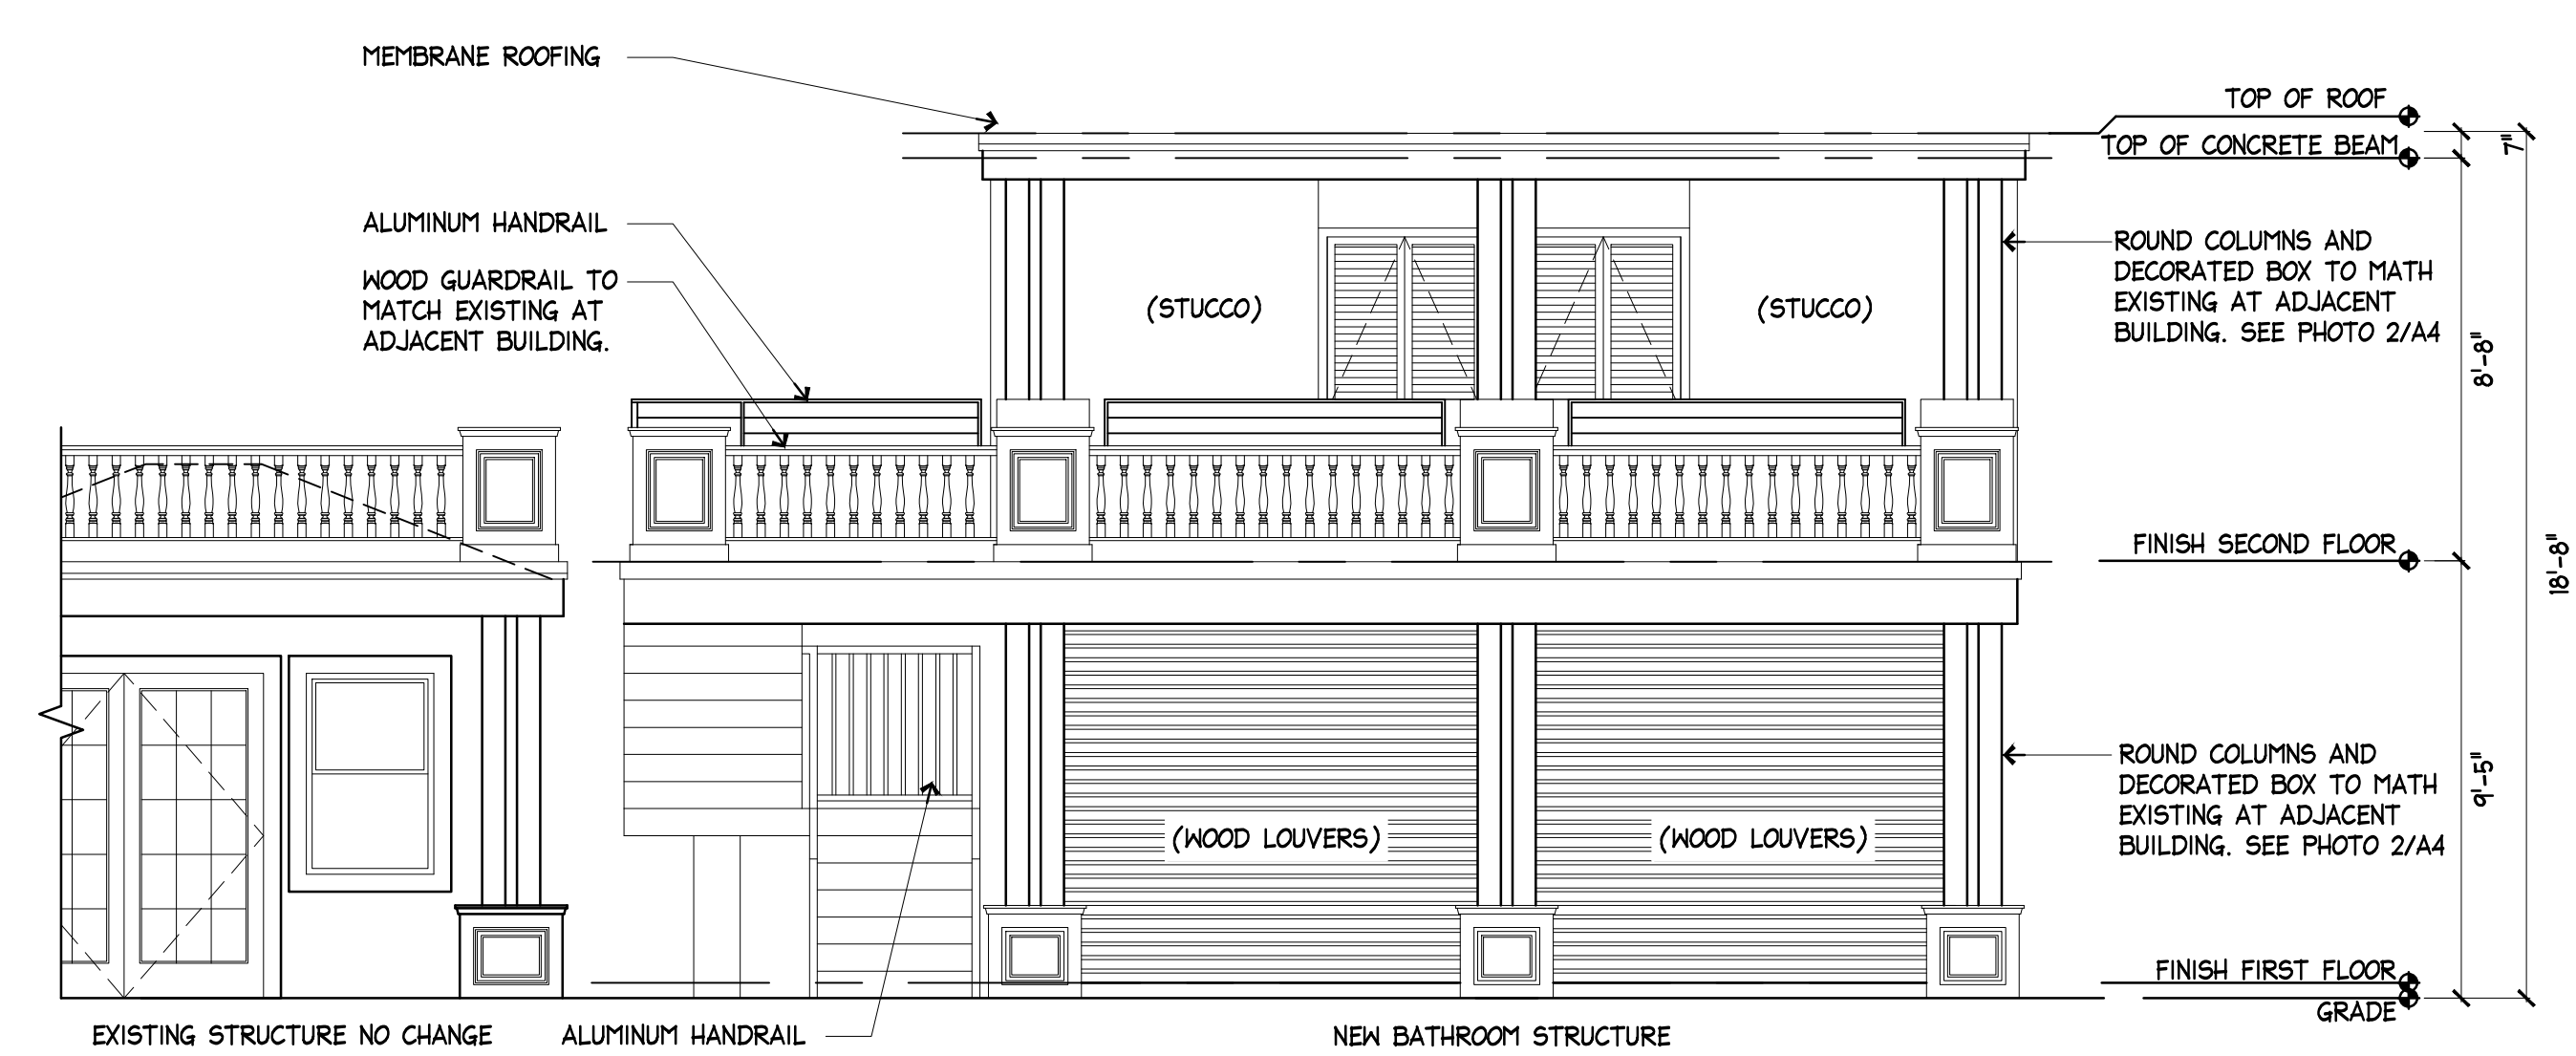 MEMBRANE ROOFING
TOP OF ROOF
TOP OF CONCRETE BEAM
7"
ALUMINUM HANDRAIL
WOOD GUARDRAIL TO
MATCH EXISTING AT
ADJACENT BUILDING.
(STUCCO)
(STUCCO)
ROUND COLUMNS AND
DECORATED BOX TO MATH
EXISTING AT ADJACENT
BUILDING. SEE PHOTO 2/A4
8'-8"
FINISH SECOND FLOOR
18'-8"
ROUND COLUMNS AND
DECORATED BOX TO MATH
EXISTING AT ADJACENT
BUILDING. SEE PHOTO 2/A4
9'-5"
(WOOD LOUVERS)
(WOOD LOUVERS)
FINISH FIRST FLOOR
GRADE
EXISTING STRUCTURE NO CHANGE
ALUMINUM HANDRAIL
NEW BATHROOM STRUCTURE